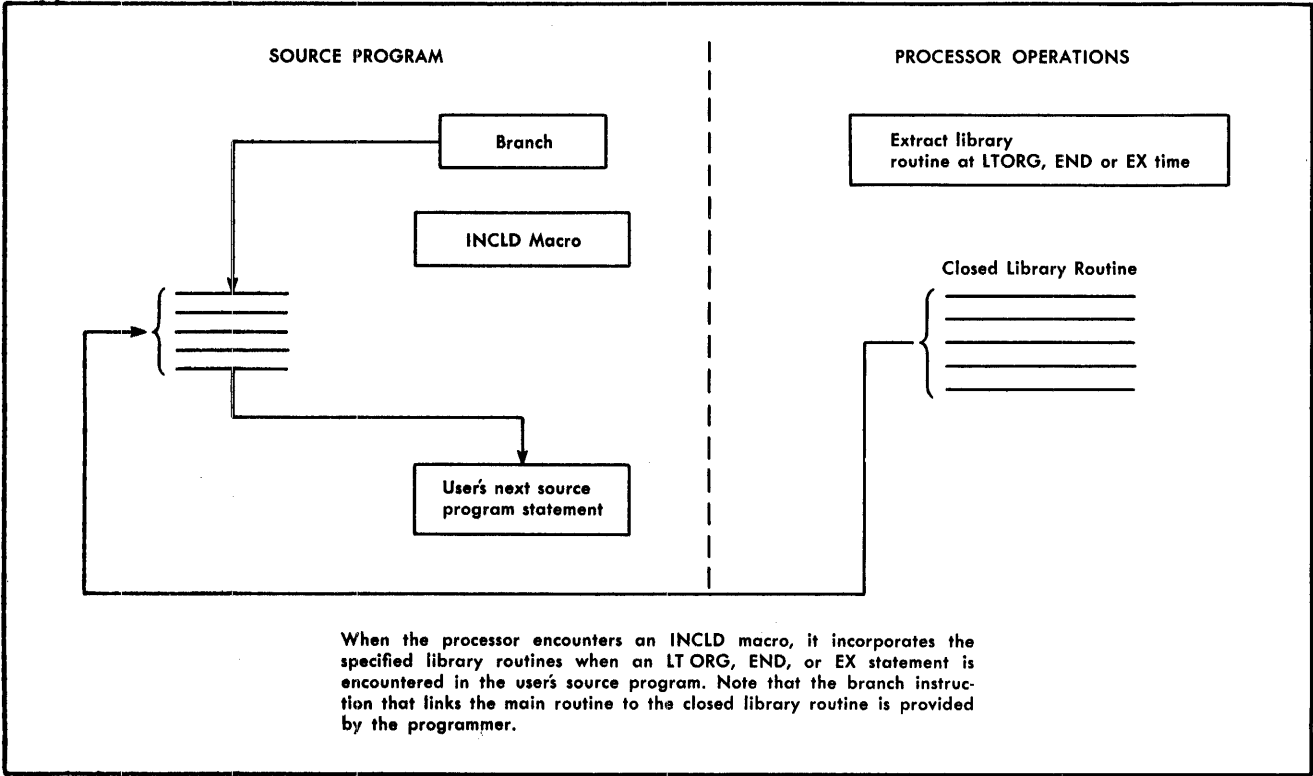 SOURCE PROGRAM
PROCESSOR OPERATIONS
Branch
Extract library
routine at LTORG, END or EX time
INCLD Macro
Closed Library Routine
User's next source
program statement
When the processor encounters an INCLD macro, it incorporates the
specified library routines when an LT ORG, END, or EX statement is
encountered in the user's source program. Note that the branch instruc-
tion that links the main routine to the closed library routine is provided
by the programmer.